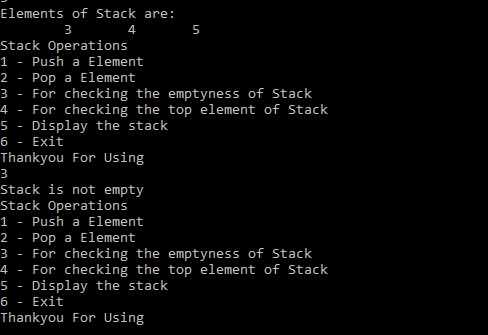 Elements of Stack are:
3 4 5
Stack Operations
1 - Push a Element
2 - Pop a Element
3 - For checking the emptyness of Stack
4 - For checking the top element of Stack
5 - Display the stack
6 - Exit
Thankyou For Using
3
Stack is not empty
Stack Operations
1 - Push a Element
2 - Pop a Element
3 - For checking the emptyness of Stack
4 - For checking the top element of Stack
5 - Display the stack
6 - Exit
Thankyou For Using